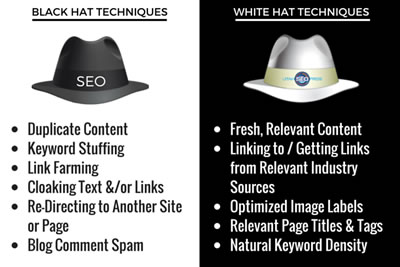 BLACK HAT TECHNIQUES
SEO
Duplicate Content
Keyword Stuffing
Link Farming
Cloaking Text &/or Links
Re-Directing to Another Site
or Page
Blog Comment Spam
WHITE HAT TECHNIQUES
SEO
Fresh, Relevant Content
Linking to / Getting Links
from Relevant Industry
Sources
Optimized Image Labels
Relevant Page Titles & Tags
Natural Keyword Density